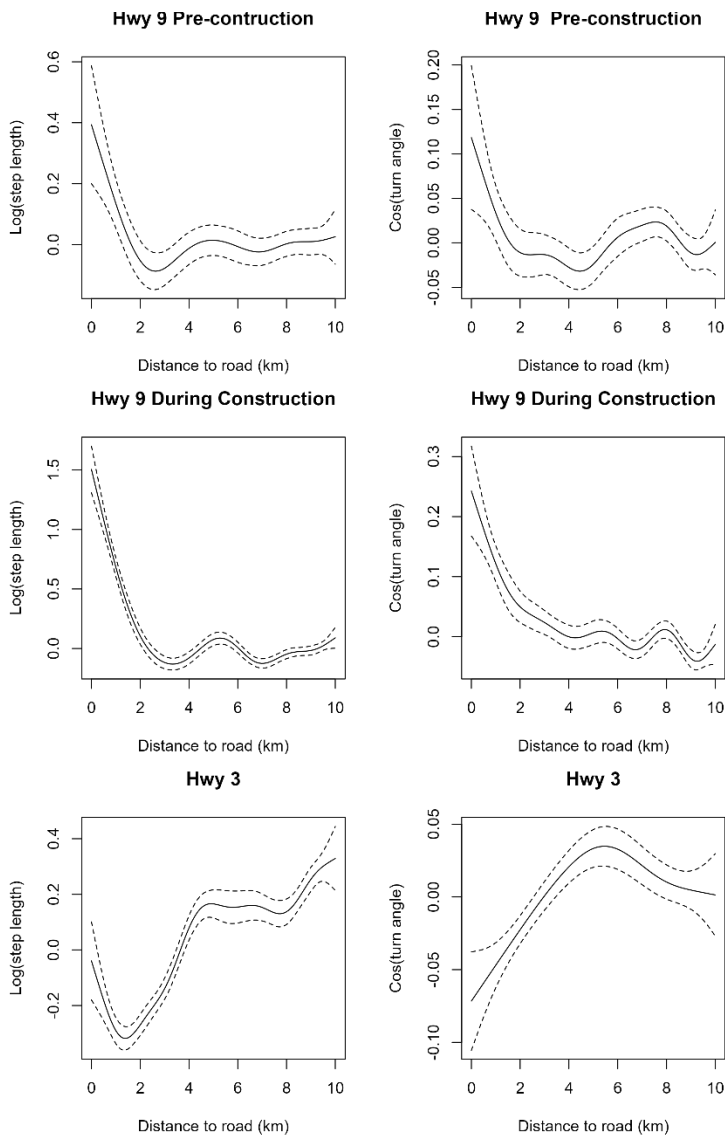 Hwy 9 Pre-contruction
Hwy 9  Pre-construction
Log(step length)
0.6
0.4
0.2
0.0
0 2 4 6 8 10
Distance to road (km)
Cos(turn angle)
0.20
0.15
0.10
0.05
0.00
-0.05
0 2 4 6 8 10
Distance to road (km)
Hwy 9 During Construction
Hwy 9 During Construction
Log(step length)
1.5
0.5
0.0
0 2 4 6 8 10
Distance to road (km)
Cos(turn angle)
0.3
0.2
0.1
0.0
0 2 4 6 8 10
Distance to road (km)
Hwy 3
Hwy 3
Log(step length)
0.4
0.2
0.0
-0.2
0 2 4 6 8 10
Distance to road (km)
Cos(turn angle)
0.05
0.00
-0.05
-0.10
0 2 4 6 8 10
Distance to road (km)